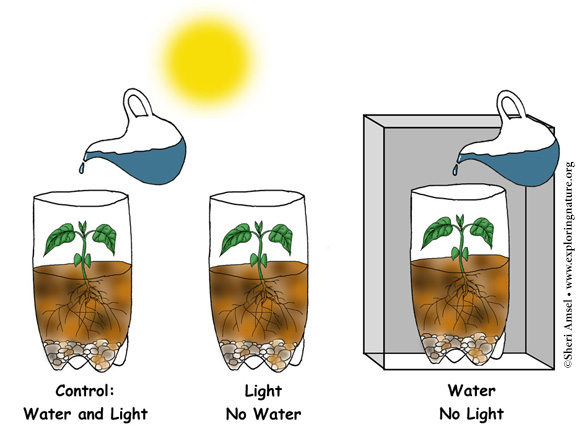 Control:
Water and Light
Light
No Water
Water
No Light
©Sheri Amsel • www.exploringnature.org